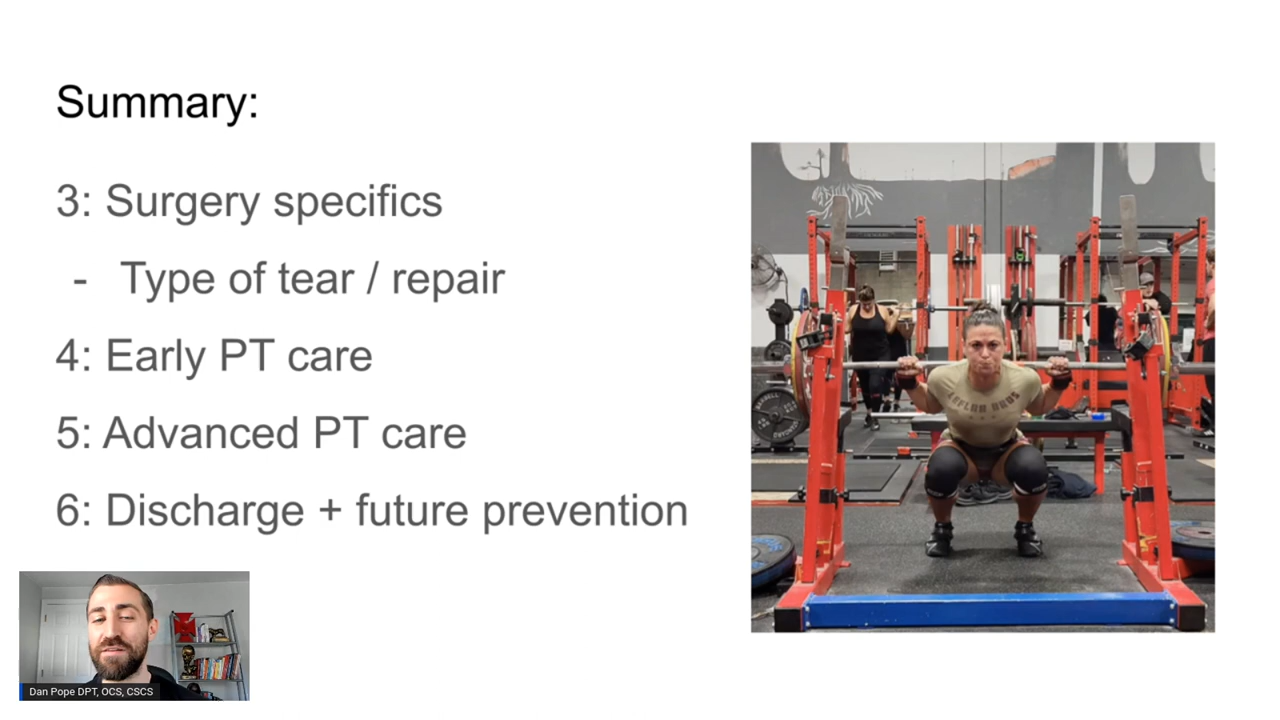 Summary:
3: Surgery specifics
- Type of tear / repair
4: Early PT care
5: Advanced PT care
6: Discharge + future prevention
Dan Pope DPT, OCS, CSCS